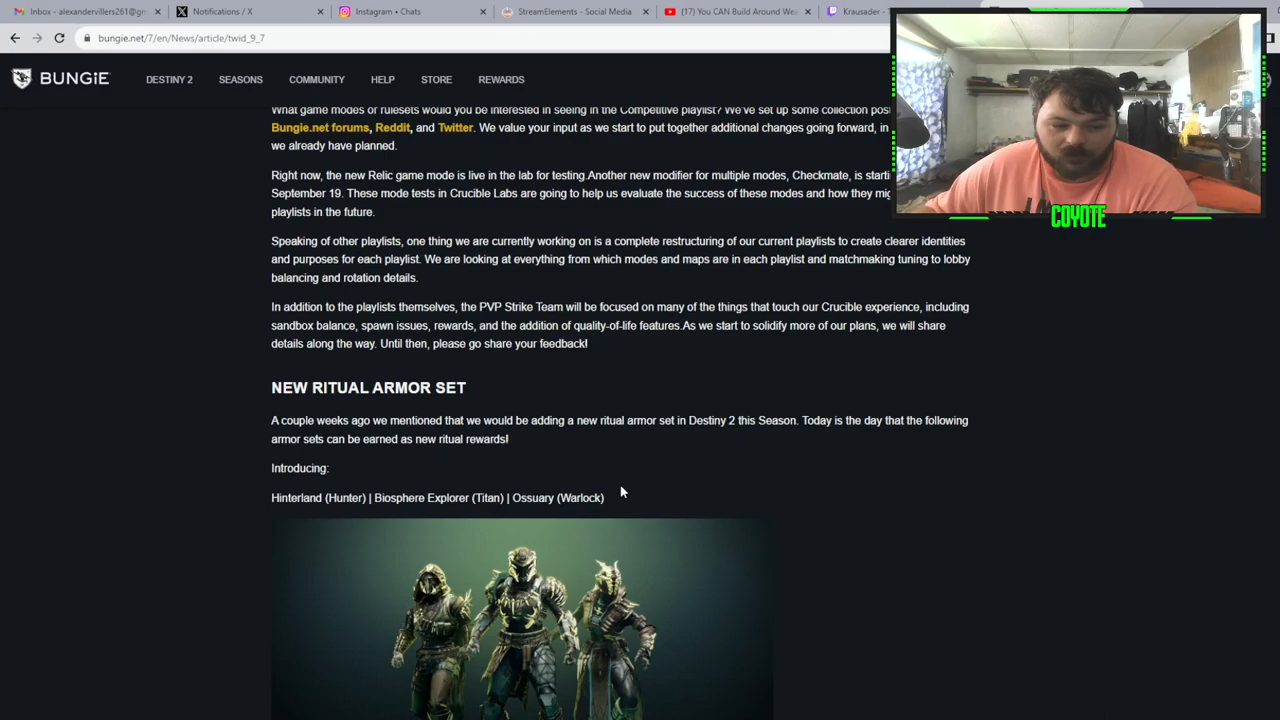 Inbox - alexandervillers261@gm
Notifications / X
Instagram • Chats
StreamElements - Social Media
(17) You CAN Build Around We
Krausader -
bungie.net/7/en/News/article/twid_9_7
BUNGIE
DESTINY 2
SEASONS
COMMUNITY
HELP
STORE
REWARDS
What game modes or rulesets would you be interested in seeing in the Competitive playlist? We've set up some collection pos
Bungie.net forums, Reddit, and Twitter. We value your input as we start to put together additional changes going forward, in
we already have planned.
Right now, the new Relic game mode is live in the lab for testing.Another new modifier for multiple modes, Checkmate, is starti
September 19. These mode tests in Crucible Labs are going to help us evaluate the success of these modes and how they mig
playlists in the future.
Speaking of other playlists, one thing we are currently working on is a complete restructuring of our current playlists to create clearer identities
and purposes for each playlist. We are looking at everything from which modes and maps are in each playlist and matchmaking tuning to lobby
balancing and rotation details.
In addition to the playlists themselves, the PVP Strike Team will be focused on many of the things that touch our Crucible experience, including
sandbox balance, spawn issues, rewards, and the addition of quality-of-life features.As we start to solidify more of our plans, we will share
details along the way. Until then, please go share your feedback!
COYOTE
NEW RITUAL ARMOR SET
A couple weeks ago we mentioned that we would be adding a new ritual armor set in Destiny 2 this Season. Today is the day that the following
armor sets can be earned as new ritual rewards!
Introducing:
Hinterland (Hunter) | Biosphere Explorer (Titan) | Ossuary (Warlock)